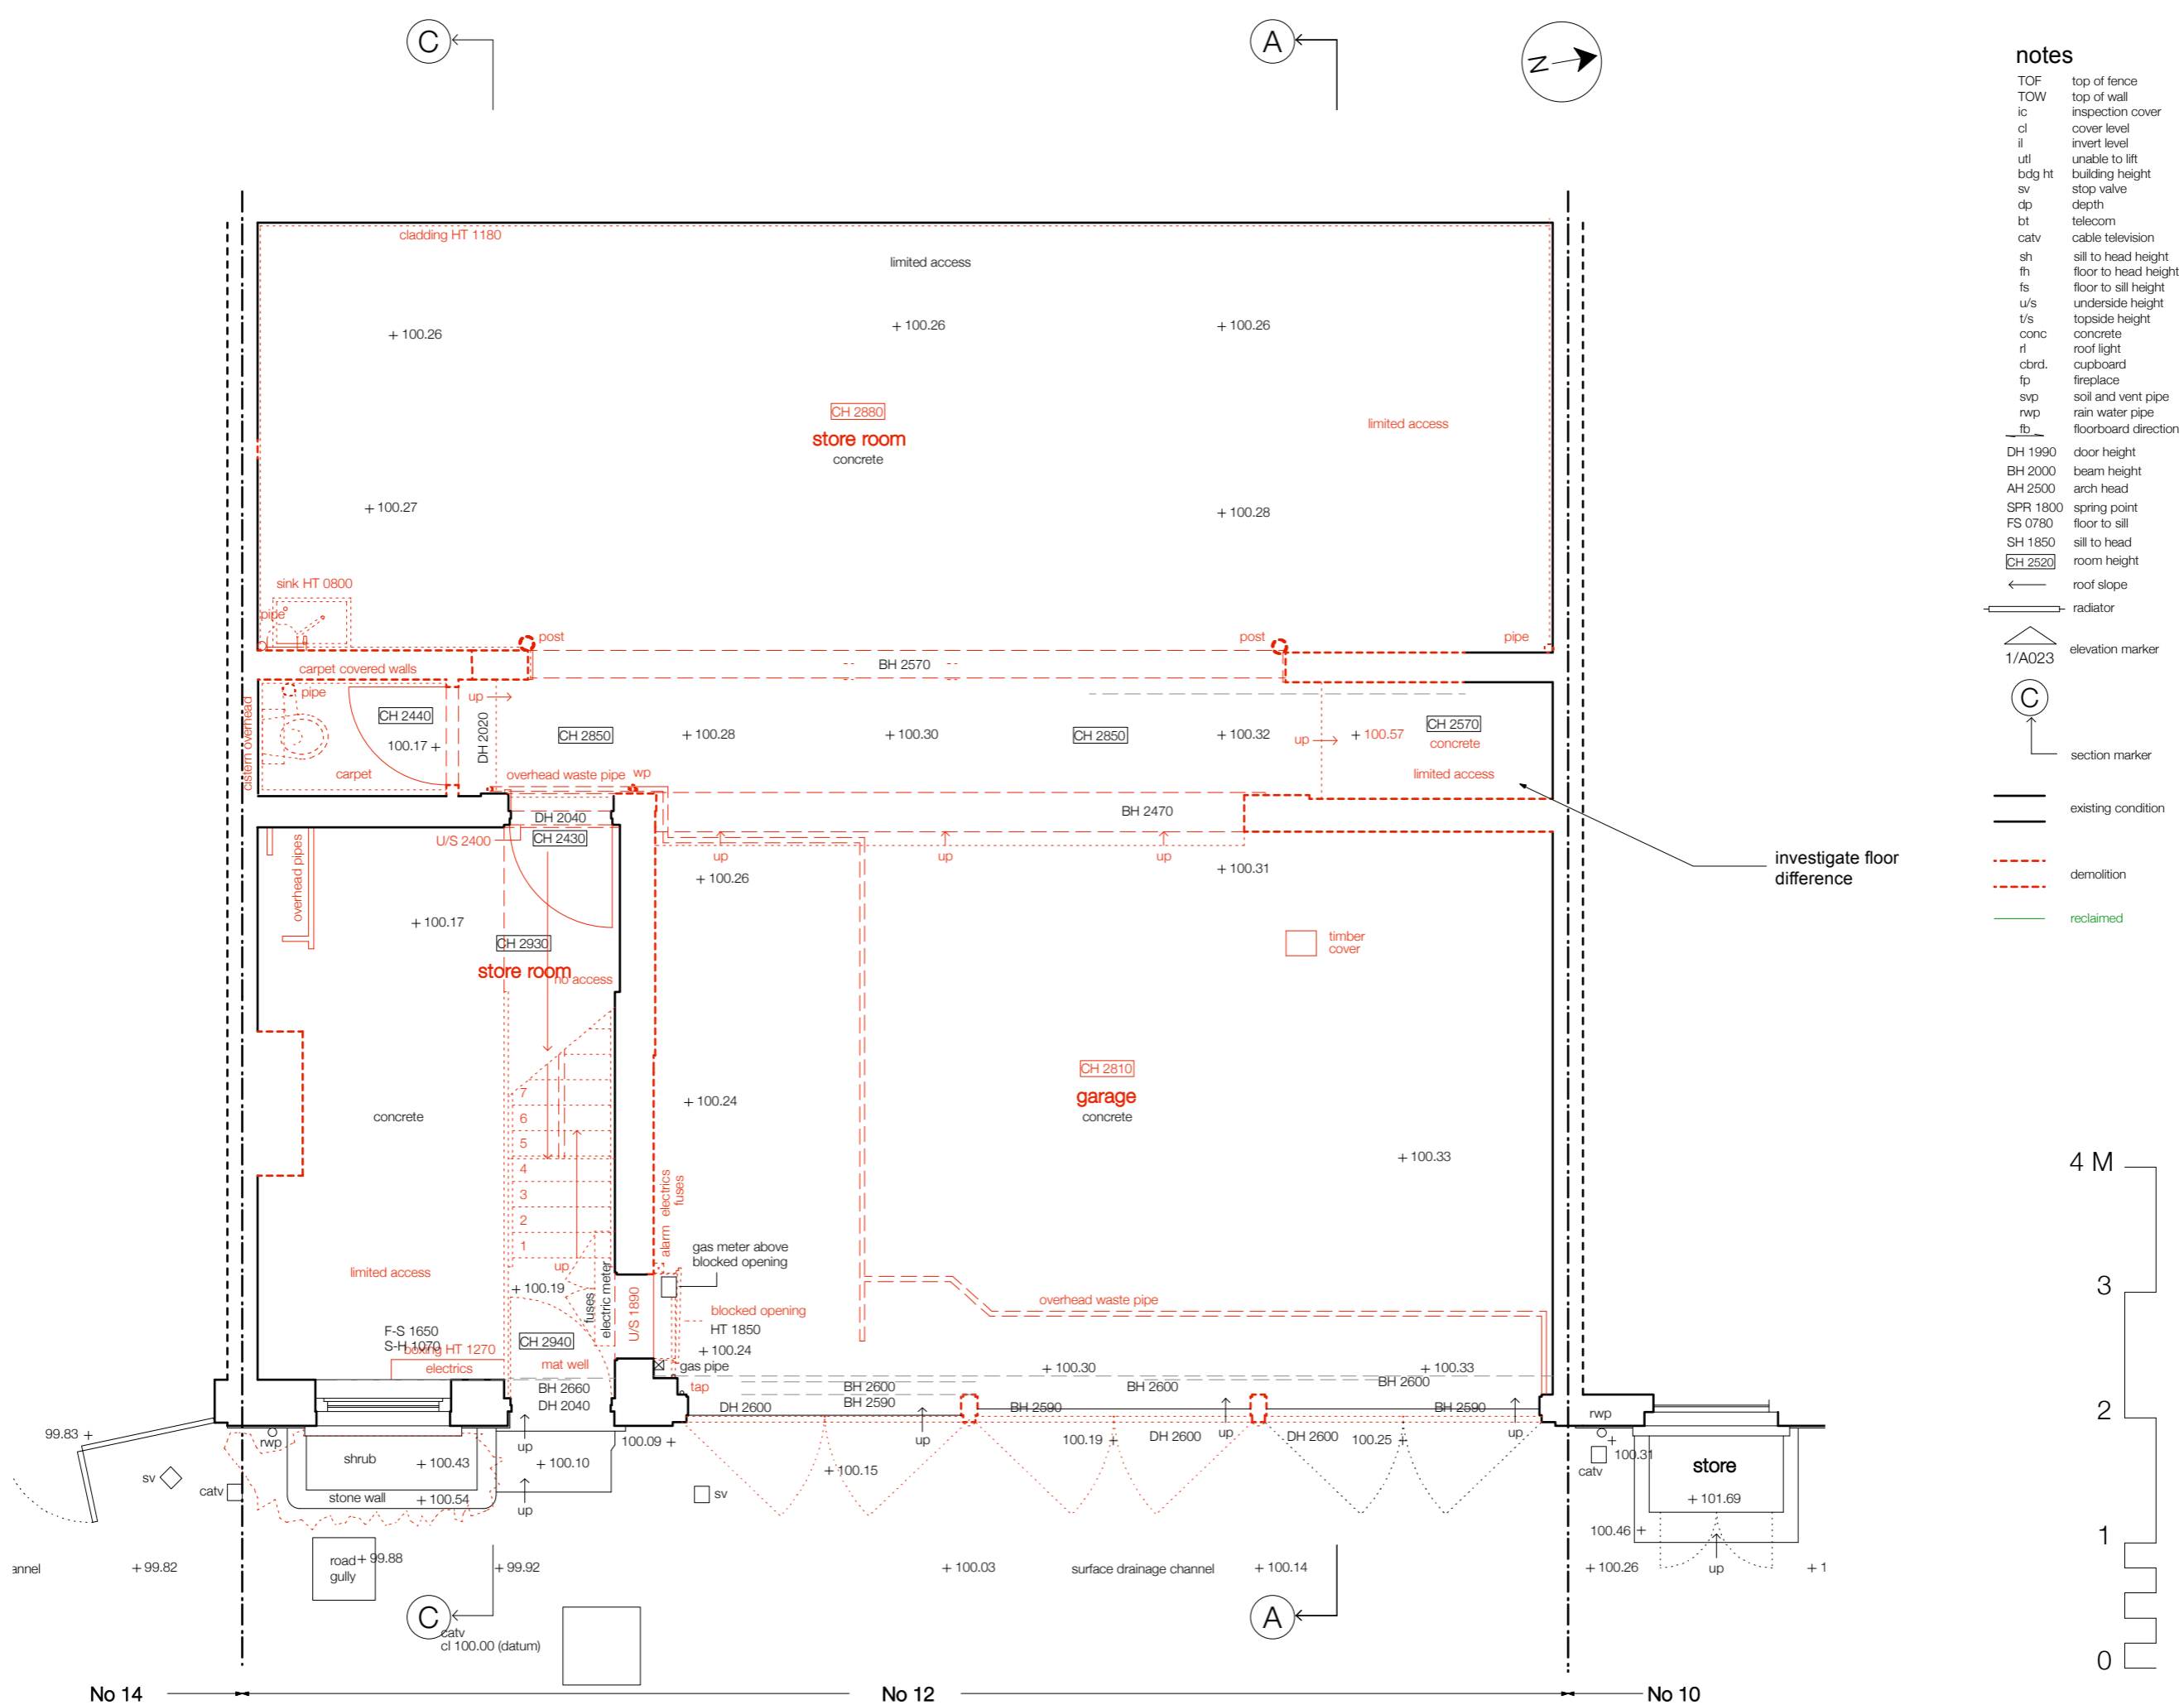 C
A
N
notes
TOF top of fence
TOW top of wall
ic inspection cover
cl cover level
il invert level
utl unable to lift
bdg ht building height
sv stop valve
dp depth
bt telecom
catv cable television
sh sill to head height
fh floor to head height
fs floor to sill height
u/s underside height
t/s topside height
conc concrete
rl roof light
cbrd. cupboard
fp fireplace
svp soil and vent pipe
rwp rain water pipe
fb floorboard direction
DH 1990 door height
BH 2000 beam height
AH 2500 arch head
SPR 1800 spring point
FS 0780 floor to sill
SH 1850 sill to head
CH 2520 room height
roof slope
radiator
1/A023 elevation marker
C
section marker
existing condition
demolition
reclaimed
cladding HT 1180
limited access
+ 100.26
+ 100.26
+ 100.26
CH 2880
store room
concrete
limited access
+ 100.27
+ 100.28
sink HT 0800
pipe
post
post
pipe
carpet covered walls
BH 2570
cistern overhead
pipe
CH 2440
100.17 +
carpet
up
DH 2020
CH 2850
+ 100.28
+ 100.30
CH 2850
+ 100.32
up
+ 100.57
CH 2570
concrete
limited access
overhead waste pipe
wp
BH 2470
DH 2040
U/S 2400
CH 2430
up
up
up
overhead pipes
+ 100.26
+ 100.31
investigate floor
difference
+ 100.17
CH 2930
store room
no access
timber
cover
CH 2810
garage
concrete
concrete
+ 100.24
+ 100.33
7
6
5
4
3
2
1
up
alarm electrics
fuses
gas meter above
blocked opening
limited access
+ 100.19
fuses
electric meter
U/S 1890
blocked opening
HT 1850
overhead waste pipe
F-S 1650
S-H 1070
boxing HT 1270
electrics
CH 2940
mat well
+ 100.24
gas pipe
tap
+ 100.30
+ 100.33
BH 2660
DH 2040
BH 2600
BH 2590
DH 2600
BH 2600
BH 2590
BH 2600
BH 2590
up
100.09 +
up
100.19 +
DH 2600
up
DH 2600
100.25 +
up
99.83 +
rwp
shrub
+ 100.43
+ 100.10
stone wall
+ 100.54
up
sv
catv
sv
+ 100.15
rwp
+
100.31
catv
store
+ 101.69
100.46 +
up
annel
+ 99.82
road
gully
+ 99.88
+ 99.92
+ 100.03
surface drainage channel
+ 100.14
+ 100.26
+ 1
C
catv
cl 100.00 (datum)
A
4 M
3
2
1
0
No 14
No 12
No 10